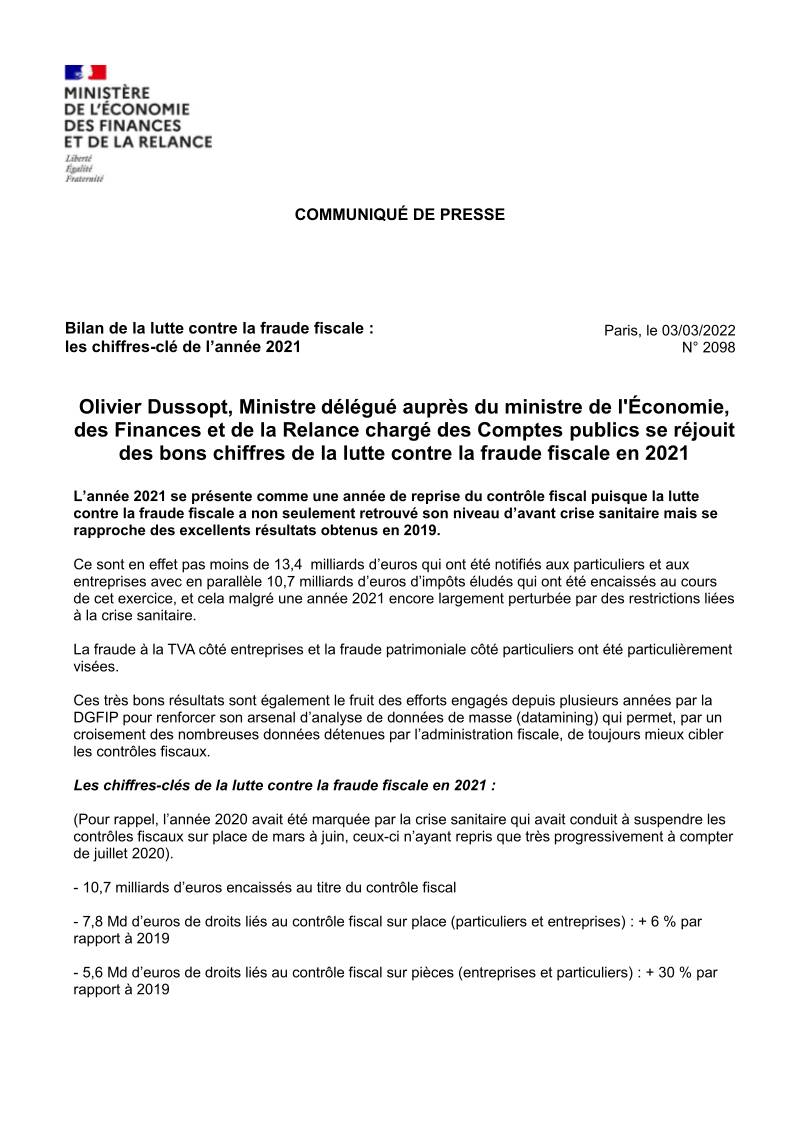 MINISTÈRE
DE L'ÉCONOMIE
DES FINANCES
ET DE LA RELANCE
Liberté
Égalité
Fraternité
COMMUNIQUÉ DE PRESSE
Bilan de la lutte contre la fraude fiscale :
les chiffres-clé de l’année 2021
Paris, le 03/03/2022
N° 2098
Olivier Dussopt, Ministre délégué auprès du ministre de l'Économie,
des Finances et de la Relance chargé des Comptes publics se réjouit
des bons chiffres de la lutte contre la fraude fiscale en 2021
L’année 2021 se présente comme une année de reprise du contrôle fiscal puisque la lutte
contre la fraude fiscale a non seulement retrouvé son niveau d’avant crise sanitaire mais se
rapproche des excellents résultats obtenus en 2019.
Ce sont en effet pas moins de 13,4  milliards d’euros qui ont été notifiés aux particuliers et aux
entreprises avec en parallèle 10,7 milliards d’euros d’impôts éludés qui ont été encaissés au cours
de cet exercice, et cela malgré une année 2021 encore largement perturbée par des restrictions liées
à la crise sanitaire.
La fraude à la TVA côté entreprises et la fraude patrimoniale côté particuliers ont été particulièrement
visées.
Ces très bons résultats sont également le fruit des efforts engagés depuis plusieurs années par la
DGFIP pour renforcer son arsenal d’analyse de données de masse (datamining) qui permet, par un
croisement des nombreuses données détenues par l’administration fiscale, de toujours mieux cibler
les contrôles fiscaux.
Les chiffres-clés de la lutte contre la fraude fiscale en 2021 :
(Pour rappel, l’année 2020 avait été marquée par la crise sanitaire qui avait conduit à suspendre les
contrôles fiscaux sur place de mars à juin, ceux-ci n’ayant repris que très progressivement à compter
de juillet 2020).
- 10,7 milliards d’euros encaissés au titre du contrôle fiscal
- 7,8 Md d’euros de droits liés au contrôle fiscal sur place (particuliers et entreprises) : + 6 % par
rapport à 2019
- 5,6 Md d’euros de droits liés au contrôle fiscal sur pièces (entreprises et particuliers) : + 30 % par
rapport à 2019